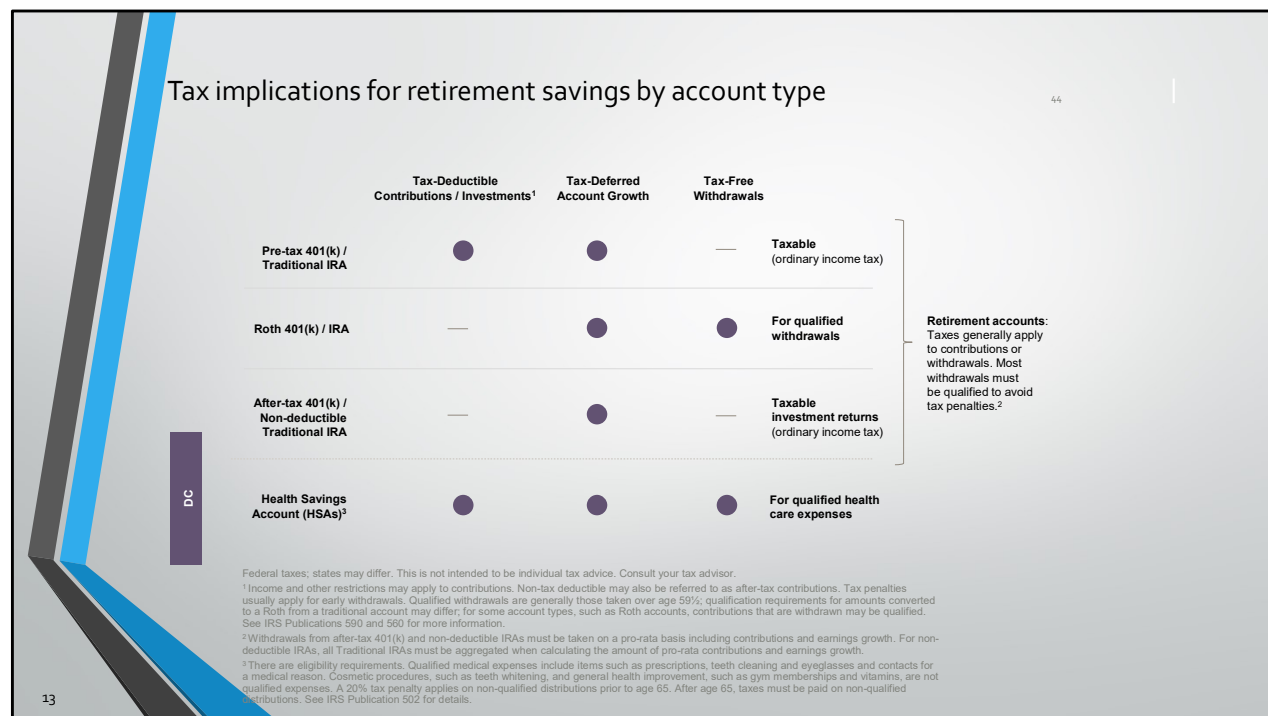 Tax implications for retirement savings by account type
44
Tax-Deductible
Contributions / Investments¹
Tax-Deferred
Account Growth
Tax-Free
Withdrawals
Pre-tax 401(k) /
Traditional IRA
—
Taxable
(ordinary income tax)
Roth 401(k) / IRA
—
For qualified
withdrawals
After-tax 401(k) /
Non-deductible
Traditional IRA
—
—
Taxable
investment returns
(ordinary income tax)
Retirement accounts:
Taxes generally apply
to contributions or
withdrawals. Most
withdrawals must
be qualified to avoid
tax penalties.²
DC
Health Savings
Account (HSAs)³
For qualified health
care expenses
Federal taxes; states may differ. This is not intended to be individual tax advice. Consult your tax advisor.
¹ Income and other restrictions may apply to contributions. Non-tax deductible may also be referred to as after-tax contributions. Tax penalties
usually apply for early withdrawals. Qualified withdrawals are generally those taken over age 59½; qualification requirements for amounts converted
to a Roth from a traditional account may differ; for some account types, such as Roth accounts, contributions that are withdrawn may be qualified.
See IRS Publications 590 and 560 for more information.
² Withdrawals from after-tax 401(k) and non-deductible IRAs must be taken on a pro-rata basis including contributions and earnings growth. For non-
deductible IRAs, all Traditional IRAs must be aggregated when calculating the amount of pro-rata contributions and earnings growth.
³ There are eligibility requirements. Qualified medical expenses include items such as prescriptions, teeth cleaning and eyeglasses and contacts for
a medical reason. Cosmetic procedures, such as teeth whitening, and general health improvement, such as gym memberships and vitamins, are not
qualified expenses. A 20% tax penalty applies on non-qualified distributions prior to age 65. After age 65, taxes must be paid on non-qualified
distributions. See IRS Publication 502 for details.
13